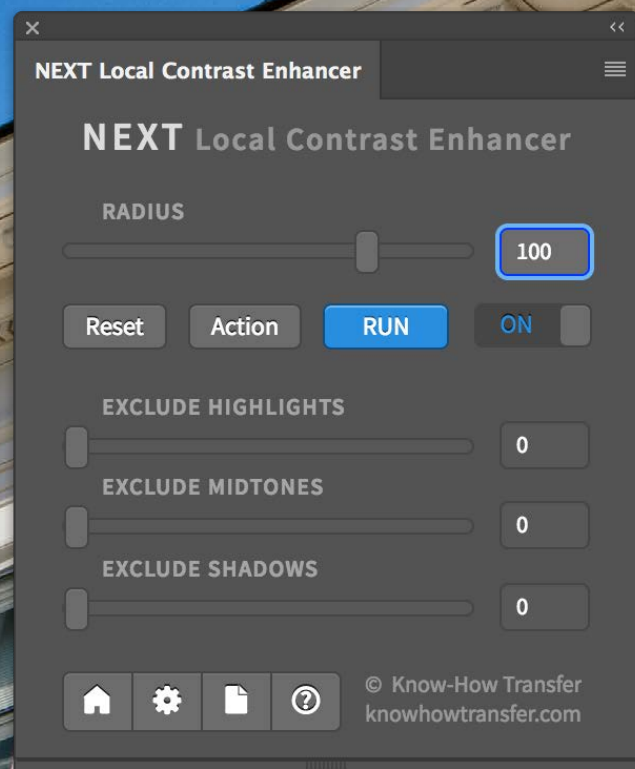 NEXT Local Contrast Enhancer
NEXT Local Contrast Enhancer
RADIUS
100
Reset Action RUN ON
EXCLUDE HIGHLIGHTS
0
EXCLUDE MIDTONES
0
EXCLUDE SHADOWS
0
© Know-How Transfer
knowhowtransfer.com